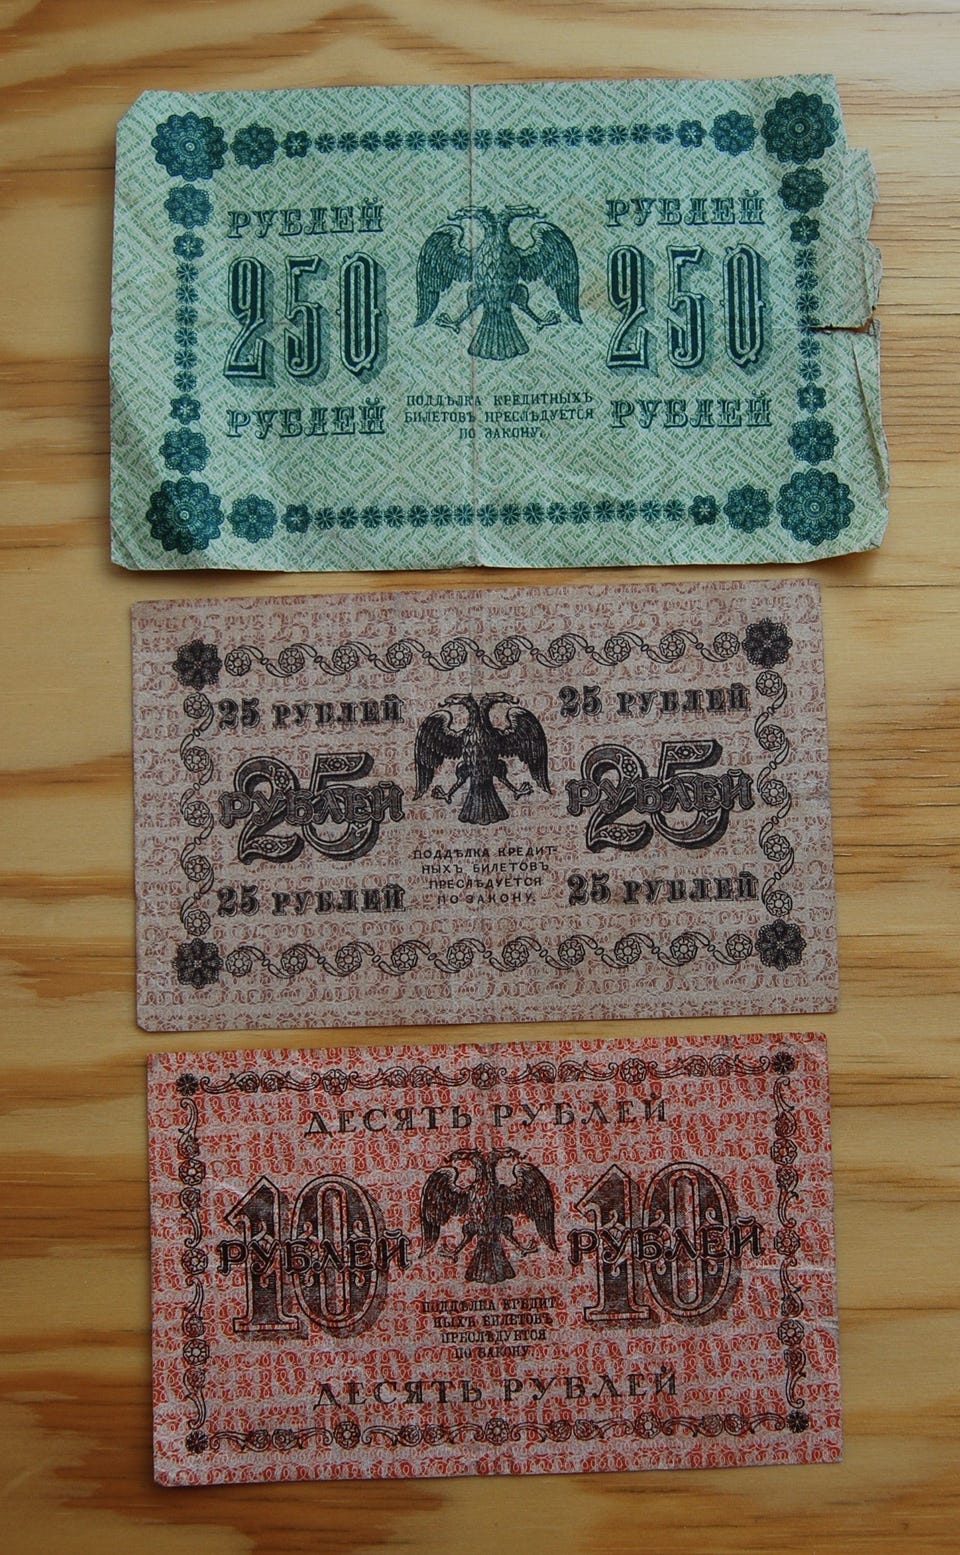 РУБЛЕЙ
250
РУБЛЕЙ
ПОДДѢЛКА КРЕДИТНЫХЪ
БИЛЕТОВЪ ПРЕСЛѢДУЕТСЯ
ПО ЗАКОНУ.
РУБЛЕЙ
250
РУБЛЕЙ
25 РУБЛЕЙ
25
РУБЛЕЙ
25 РУБЛЕЙ
ПОДДѢЛКА КРЕДИТ-
НЫХЪ БИЛЕТОВЪ
ПРЕСЛѢДУЕТСЯ
ПО ЗАКОНУ.
25 РУБЛЕЙ
25
РУБЛЕЙ
25 РУБЛЕЙ
ДЕСЯТЬ РУБЛЕЙ
10
РУБЛЕЙ
ПОДДѢЛКА КРЕДИТ-
НЫХЪ БИЛЕТОВЪ
ПРЕСЛѢДУЕТСЯ
ПО ЗАКОНУ.
10
РУБЛЕЙ
ДЕСЯТЬ РУБЛЕЙ